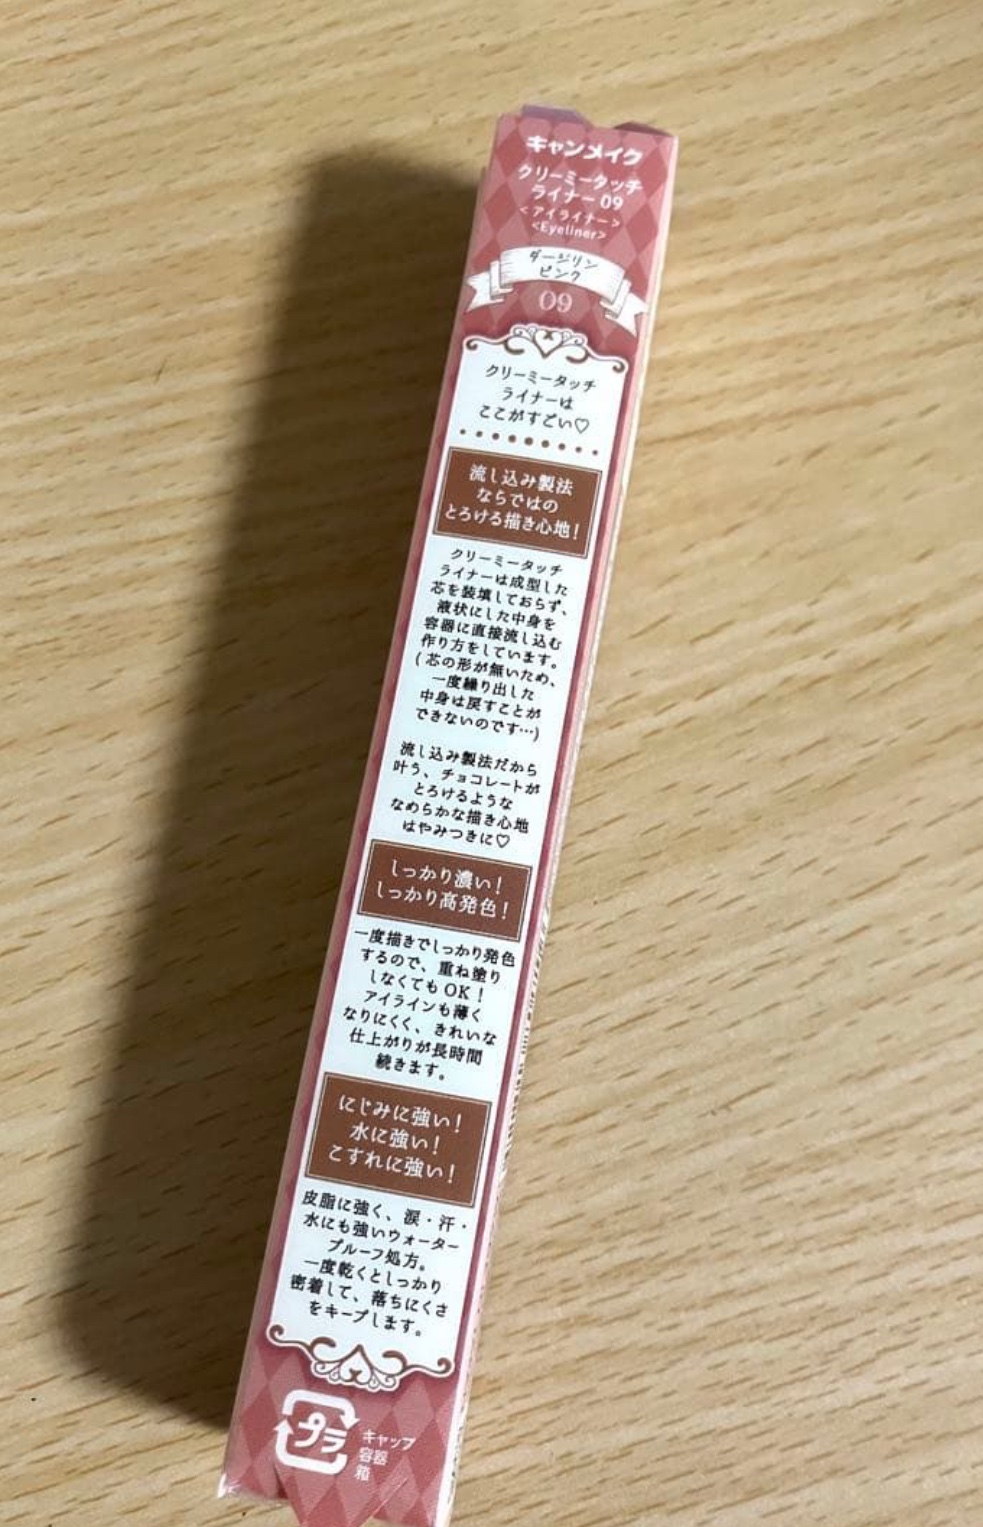 キャンメイク
クリーミータッチ
ライナー 09
<アイライナー>
<Eyeliner>
ダージリン
ピンク
09
クリーミータッチ
ライナーは
ここがすごい♡
流し込み製法
ならではの
とろける描き心地!
クリーミータッチ
ライナーは成型した
芯を装填しておらず、
液状にした中身を
容器に直接流し込む
作り方をしています。
(芯の形が無いため、
一度繰り出した
中身は戻すことが
できないのです…)
流し込み製法だから
叶う、チョコレートが
とろけるような
なめらかな描き心地
はやみつきに♡
しっかり濃い!
しっかり高発色!
一度描きでしっかり発色
するので、重ね塗り
しなくてもOK!
アイラインも薄く
なりにくく、きれいな
仕上がりが長時間
続きます。
にじみに強い!
水に強い!
こすれに強い!
皮脂に強く、涙・汗・
水にも強いウォーター
プルーフ処方。
一度乾くとしっかり
密着して、落ちにくさ
をキープします。
プラ
キャップ
容器
箱